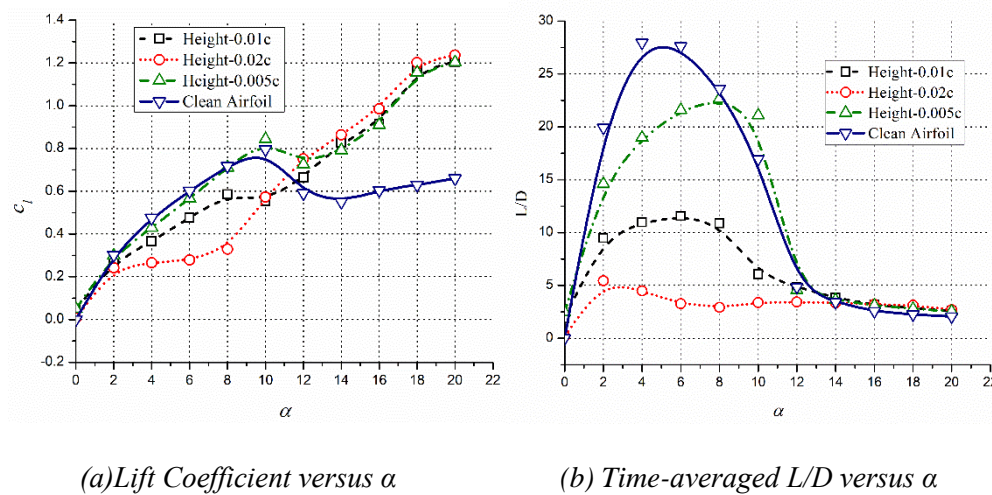 1.4
1.2
1.0
0.8
0.6
0.4
0.2
0.0
-0.2
c_l
Height-0.01c
Height-0.02c
Height-0.005c
Clean Airfoil
0 2 4 6 8 10 12 14 16 18 20 22
α
30
25
20
15
10
5
0
L/D
Height-0.01c
Height-0.02c
Height-0.005c
Clean Airfoil
0 2 4 6 8 10 12 14 16 18 20 22
α
(a)Lift Coefficient versus α
(b) Time-averaged L/D versus α